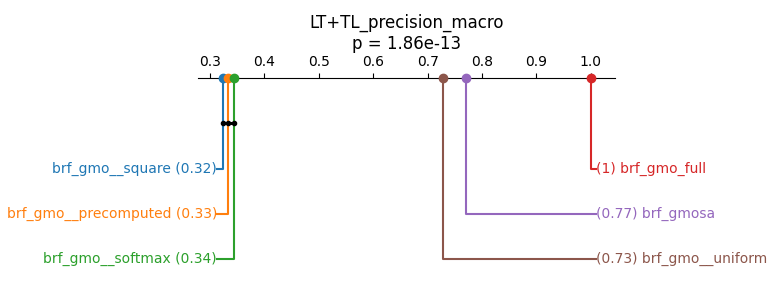 LT+TL_precision_macro
p = 1.86e-13
0.3 0.4 0.5 0.6 0.7 0.8 0.9 1.0
brf_gmo__square (0.32)
(1) brf_gmo_full
brf_gmo__precomputed (0.33)
(0.77) brf_gmosa
brf_gmo__softmax (0.34)
(0.73) brf_gmo__uniform